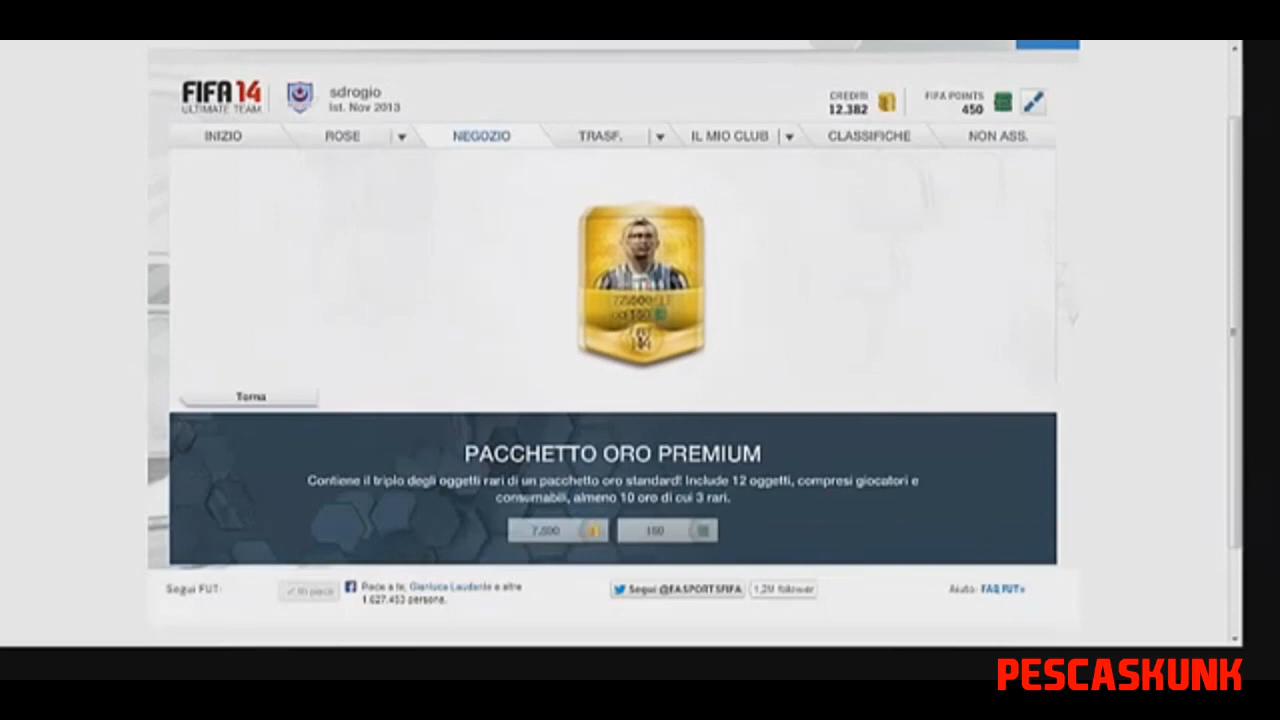 FIFA 14
ULTIMATE TEAM
sdrogio
Ist. Nov 2013
CREDITI
12.382
FIFA POINTS
450
INIZIO
ROSE
NEGOZIO
TRASF.
IL MIO CLUB
CLASSIFICHE
NON ASS.
Torna
PACCHETTO ORO PREMIUM
Contiene il triplo degli oggetti rari di un pacchetto oro standard! Include 12 oggetti, compresi giocatori e
consumabili, almeno 10 oro di cui 3 rari.
7.500
150
Segui FUT:
Ti piace
Piace a te, Gianluca Laudante e altre
1.627.453 persone.
Segui @EASPORTSFIFA
1,2M follower
Aiuto: FAQ FUT»
PESCASKUNK